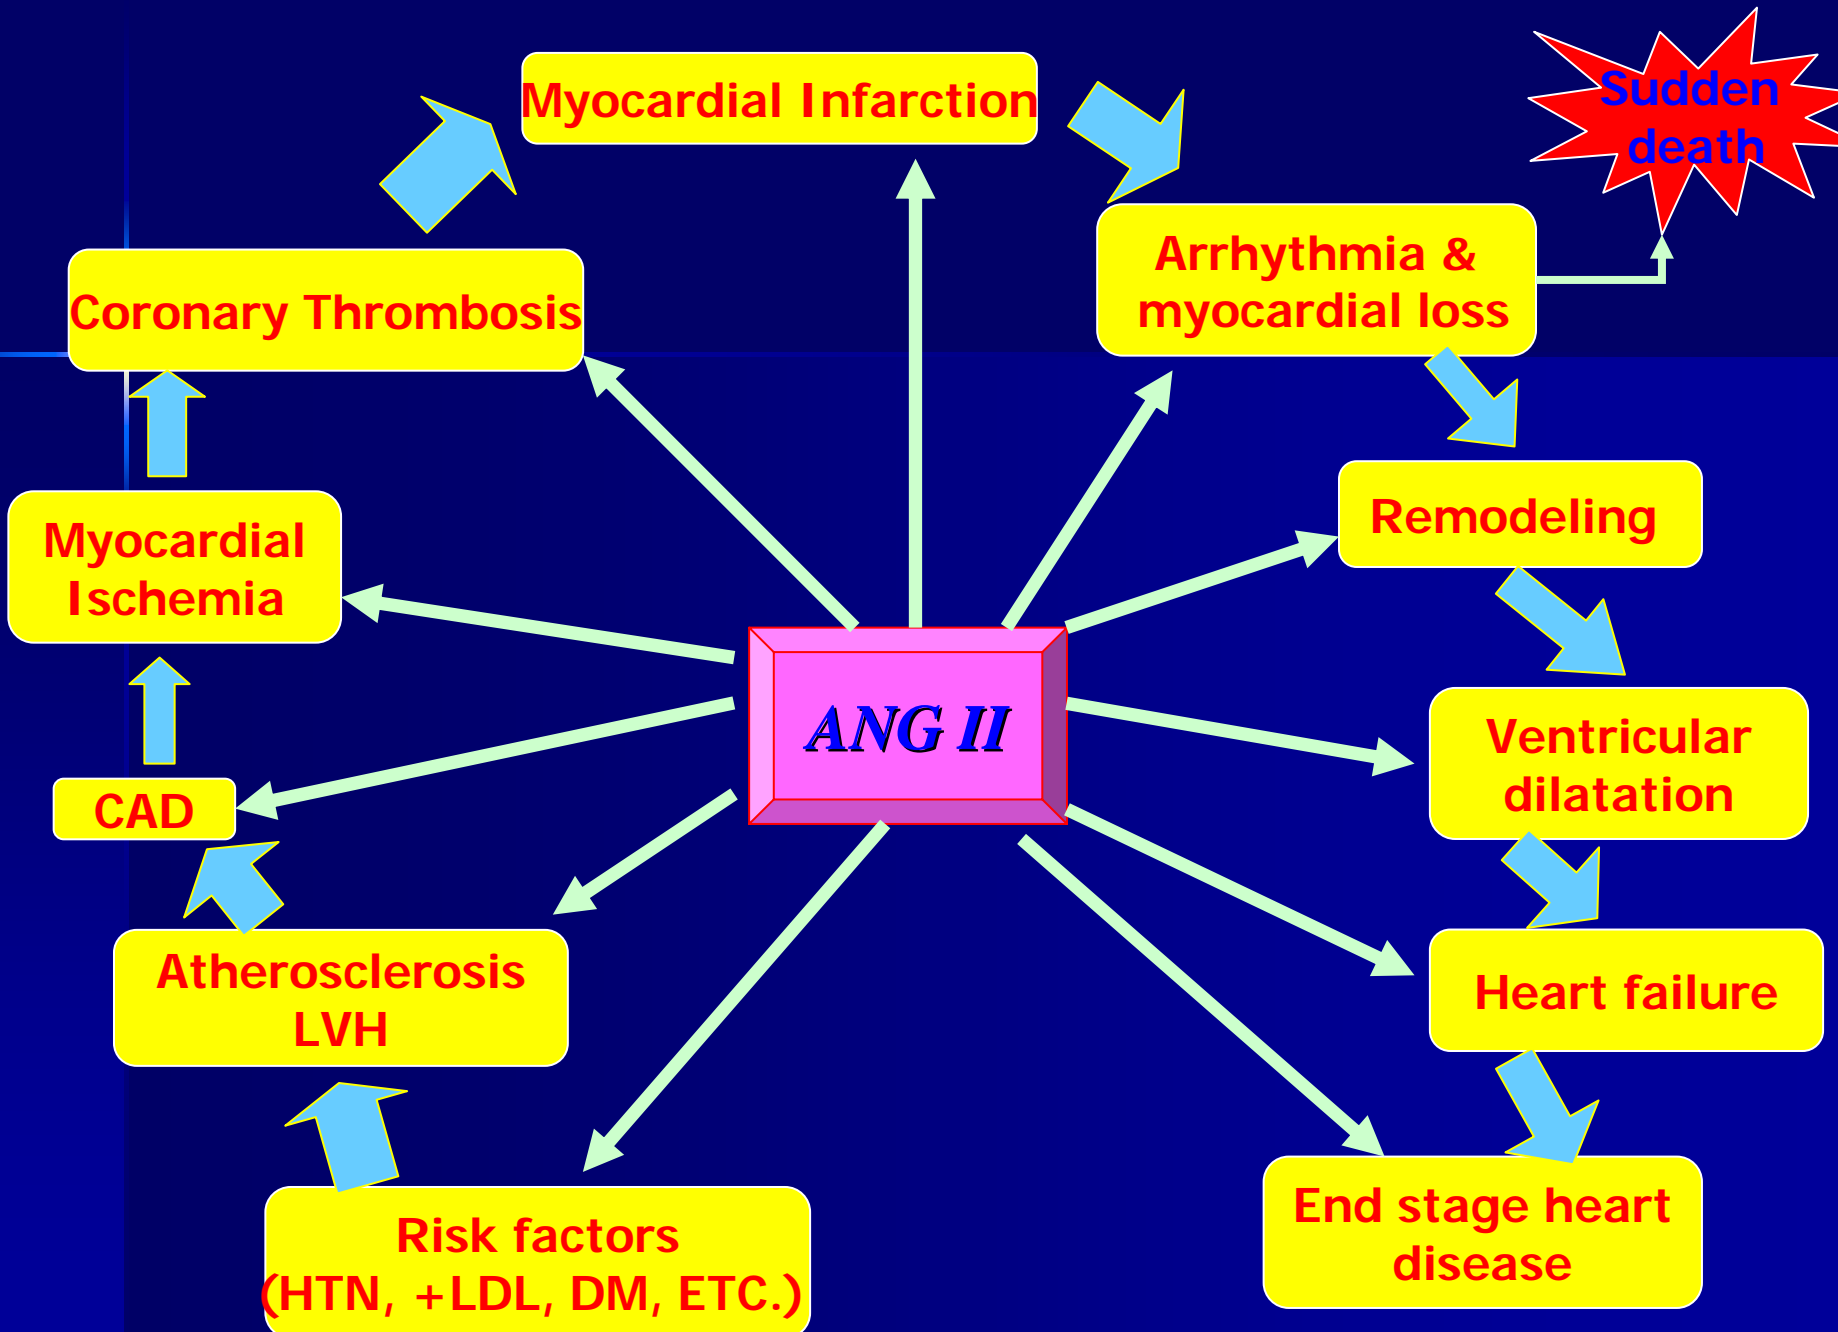 Myocardial Infarction
Sudden
death
Arrhythmia &
myocardial loss
Coronary Thrombosis
Remodeling
Myocardial
Ischemia
ANG II
Ventricular
dilatation
CAD
Atherosclerosis
LVH
Heart failure
Risk factors
(HTN, +LDL, DM, ETC.)
End stage heart
disease